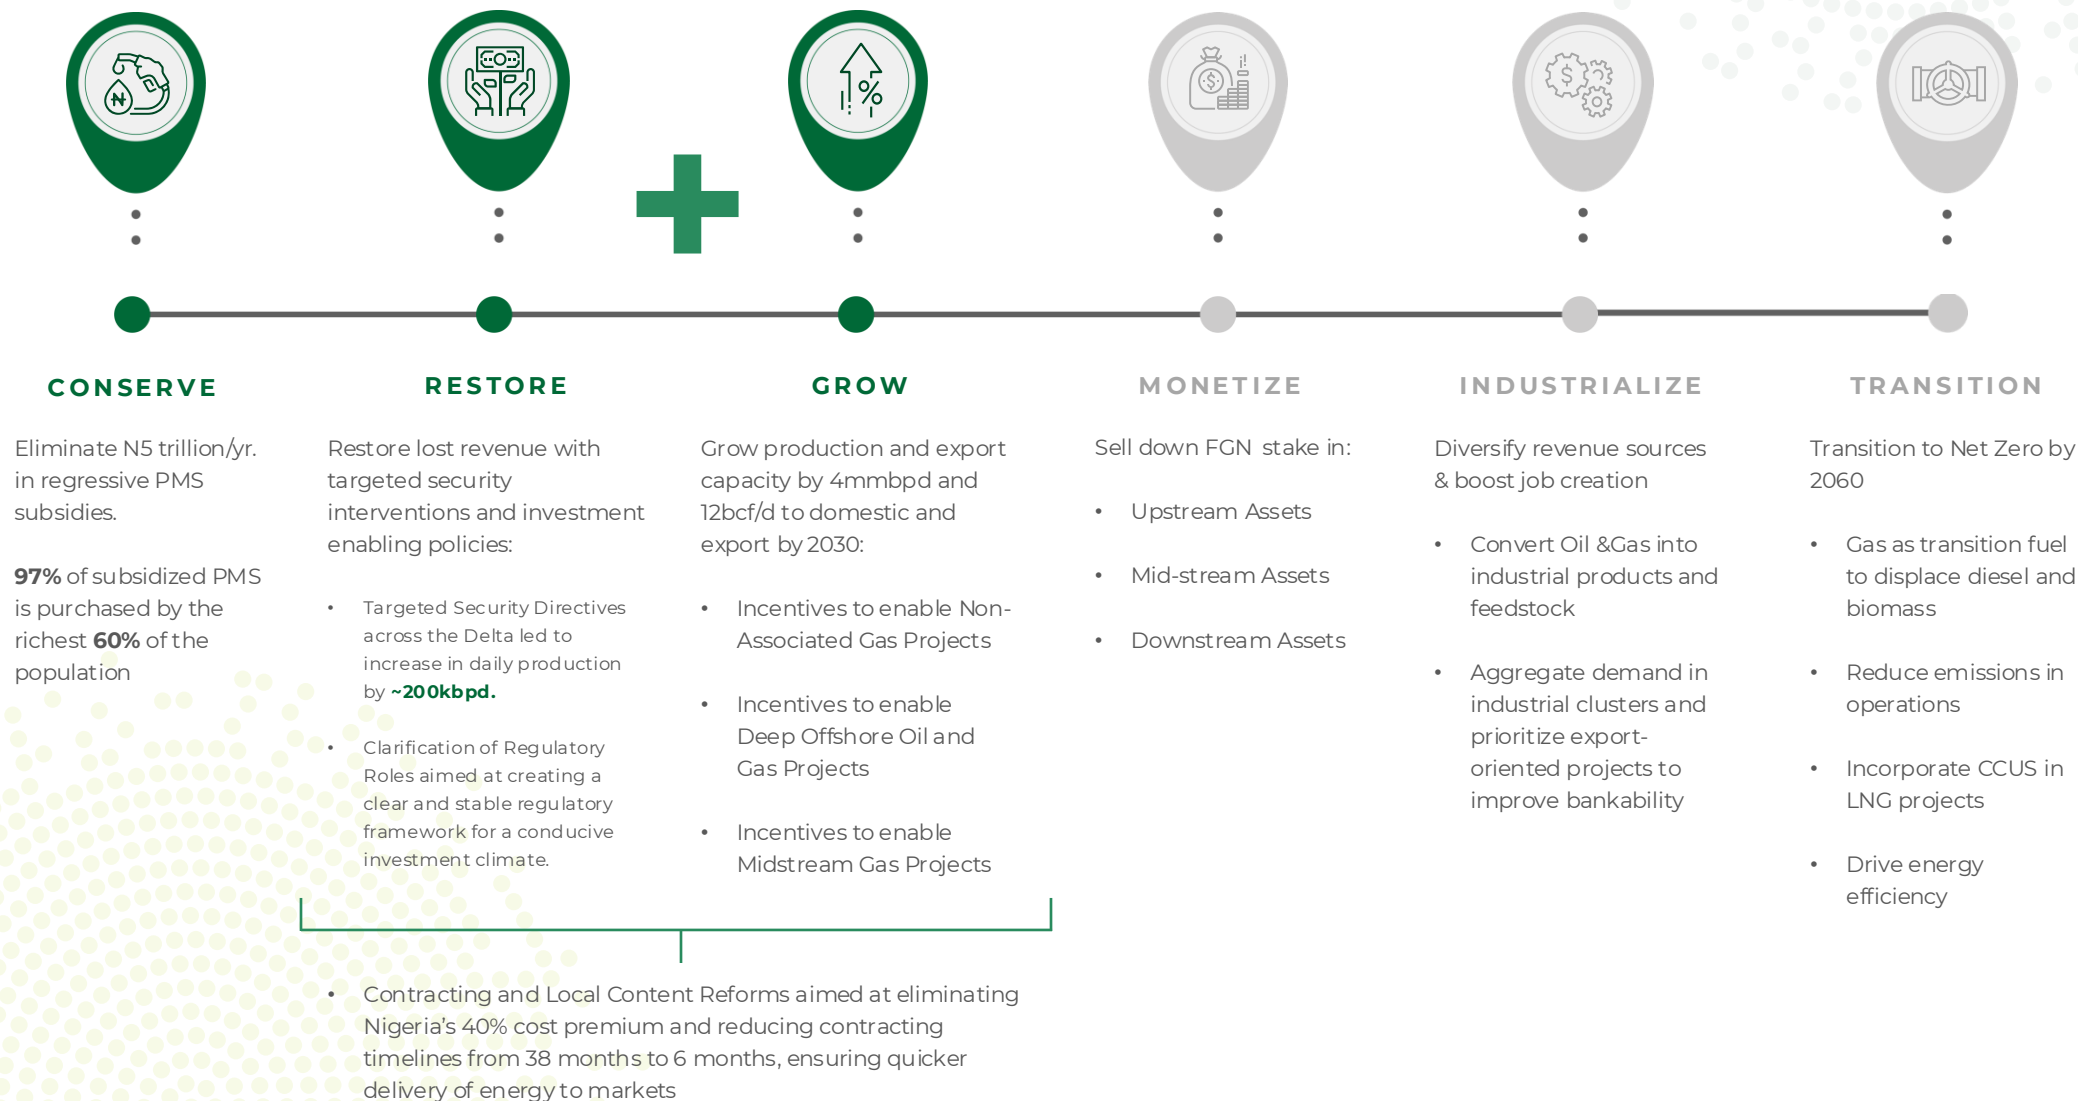 CONSERVE
Eliminate N5 trillion/yr.
in regressive PMS
subsidies.
97% of subsidized PMS
is purchased by the
richest 60% of the
population
RESTORE
Restore lost revenue with
targeted security
interventions and investment
enabling policies:
• Targeted Security Directives
across the Delta led to
increase in daily production
by ~200kbpd.
• Clarification of Regulatory
Roles aimed at creating a
clear and stable regulatory
framework for a conducive
investment climate.
GROW
Grow production and export
capacity by 4mmbpd and
12bcf/d to domestic and
export by 2030:
• Incentives to enable Non-
Associated Gas Projects
• Incentives to enable
Deep Offshore Oil and
Gas Projects
• Incentives to enable
Midstream Gas Projects
• Contracting and Local Content Reforms aimed at eliminating
Nigeria’s 40% cost premium and reducing contracting
timelines from 38 months to 6 months, ensuring quicker
delivery of energy to markets
MONETIZE
Sell down FGN stake in:
• Upstream Assets
• Mid-stream Assets
• Downstream Assets
INDUSTRIALIZE
Diversify revenue sources
& boost job creation
• Convert Oil &Gas into
industrial products and
feedstock
• Aggregate demand in
industrial clusters and
prioritize export-
oriented projects to
improve bankability
TRANSITION
Transition to Net Zero by
2060
• Gas as transition fuel
to displace diesel and
biomass
• Reduce emissions in
operations
• Incorporate CCUS in
LNG projects
• Drive energy
efficiency